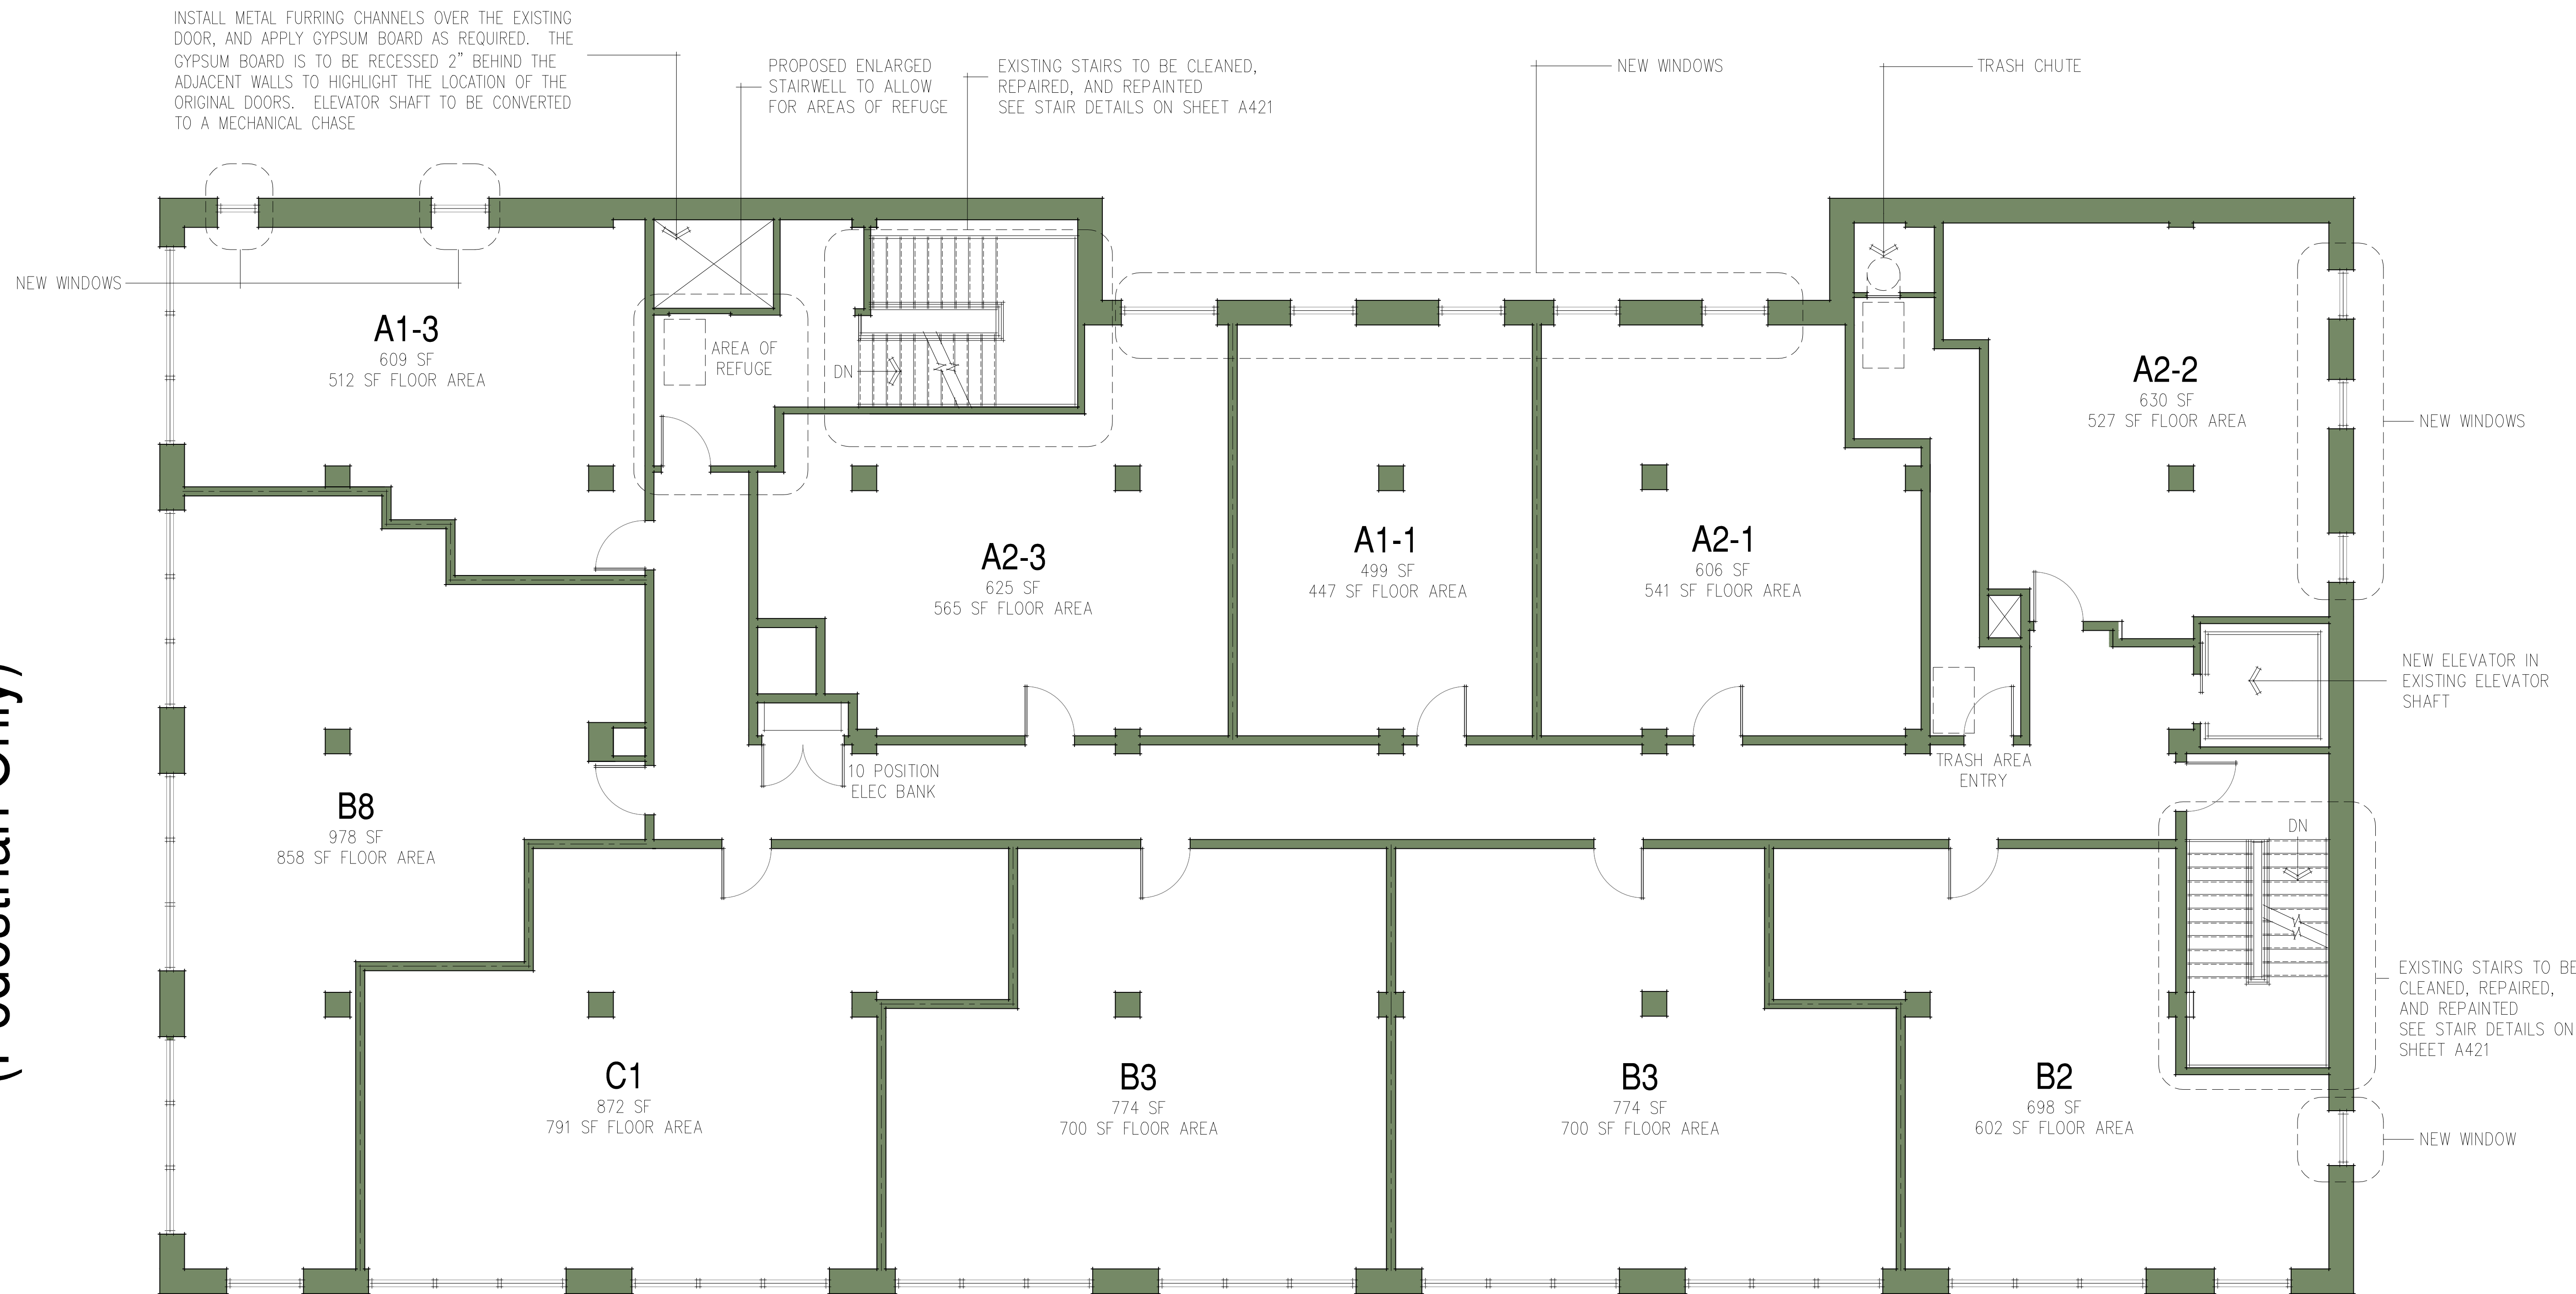 INSTALL METAL FURRING CHANNELS OVER THE EXISTING
DOOR, AND APPLY GYPSUM BOARD AS REQUIRED. THE
GYPSUM BOARD IS TO BE RECESSED 2" BEHIND THE
ADJACENT WALLS TO HIGHLIGHT THE LOCATION OF THE
ORIGINAL DOORS. ELEVATOR SHAFT TO BE CONVERTED
TO A MECHANICAL CHASE
PROPOSED ENLARGED
STAIRWELL TO ALLOW
FOR AREAS OF REFUGE
EXISTING STAIRS TO BE CLEANED,
REPAIRED, AND REPAINTED
SEE STAIR DETAILS ON SHEET A421
NEW WINDOWS
TRASH CHUTE
NEW WINDOWS
A1-3
609 SF
512 SF FLOOR AREA
AREA OF
REFUGE
DN
A2-2
630 SF
527 SF FLOOR AREA
NEW WINDOWS
A2-3
625 SF
565 SF FLOOR AREA
A1-1
499 SF
447 SF FLOOR AREA
A2-1
606 SF
541 SF FLOOR AREA
NEW ELEVATOR IN
EXISTING ELEVATOR
SHAFT
10 POSITION
ELEC BANK
TRASH AREA
ENTRY
B8
978 SF
858 SF FLOOR AREA
DN
EXISTING STAIRS TO BE
CLEANED, REPAIRED,
AND REPAINTED
SEE STAIR DETAILS ON
SHEET A421
C1
872 SF
791 SF FLOOR AREA
B3
774 SF
700 SF FLOOR AREA
B3
774 SF
700 SF FLOOR AREA
B2
698 SF
602 SF FLOOR AREA
NEW WINDOW